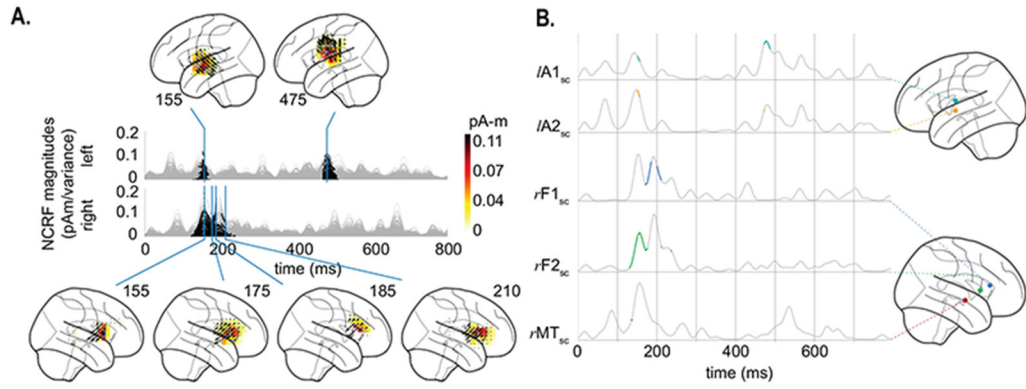 A.
155
475
NCRF magnitudes
(pAm/variance)
left
right
0.2
0.1
0
0.2
0.1
0
0
200
400
600
800
time (ms)
pA-m
0.11
0.07
0.04
0
155
175
185
210
B.
lA1sc
lA2sc
rF1sc
rF2sc
rMTsc
0
200
400
600
time (ms)